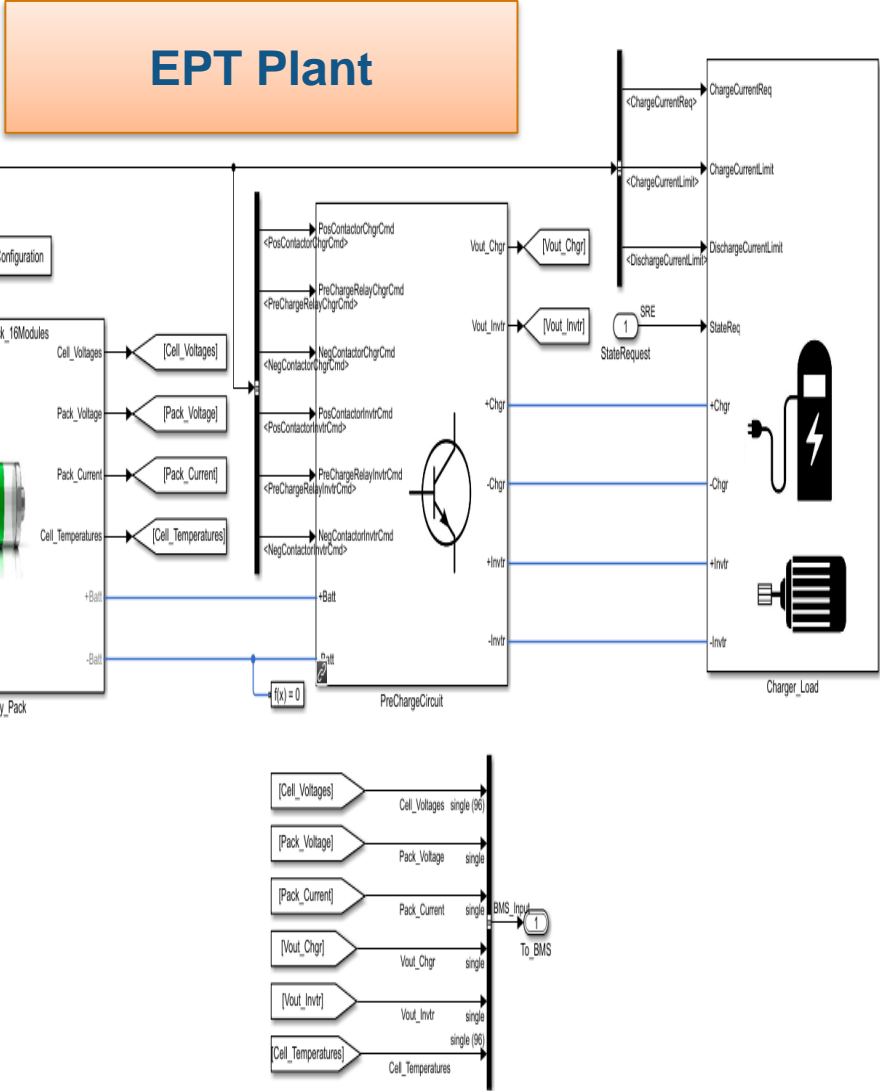 EPT Plant
ChargeCurrentReq
<ChargeCurrentReq>
ChargeCurrentLimit
<ChargeCurrentLimit>
DischargeCurrentLimit
<DischargeCurrentLimit>
SRE
1
StateReq
StateRequest
onfiguration
k_16Modules
Cell_Voltages
[Cell_Voltages]
Pack_Voltage
[Pack_Voltage]
Pack_Current
[Pack_Current]
Cell_Temperatures
[Cell_Temperatures]
+Batt
-Batt
y_Pack
PosContactorChgrCmd
<PosContactorChgrCmd>
PreChargeRelayChgrCmd
<PreChargeRelayChgrCmd>
NegContactorChgrCmd
<NegContactorChgrCmd>
PosContactorInvtrCmd
<PosContactorInvtrCmd>
PreChargeRelayInvtrCmd
<PreChargeRelayInvtrCmd>
NegContactorInvtrCmd
<NegContactorInvtrCmd>
+Batt
-Batt
f(x) = 0
Vout_Chgr
[Vout_Chgr]
Vout_Invtr
[Vout_Invtr]
+Chgr
-Chgr
+Invtr
-Invtr
PreChargeCircuit
+Chgr
-Chgr
+Invtr
-Invtr
Charger_Load
[Cell_Voltages]
Cell_Voltages single (96)
[Pack_Voltage]
Pack_Voltage single
[Pack_Current]
Pack_Current single
[Vout_Chgr]
Vout_Chgr single
[Vout_Invtr]
Vout_Invtr single
[Cell_Temperatures]
single (96)
Cell_Temperatures
BMS_Input
1
To_BMS